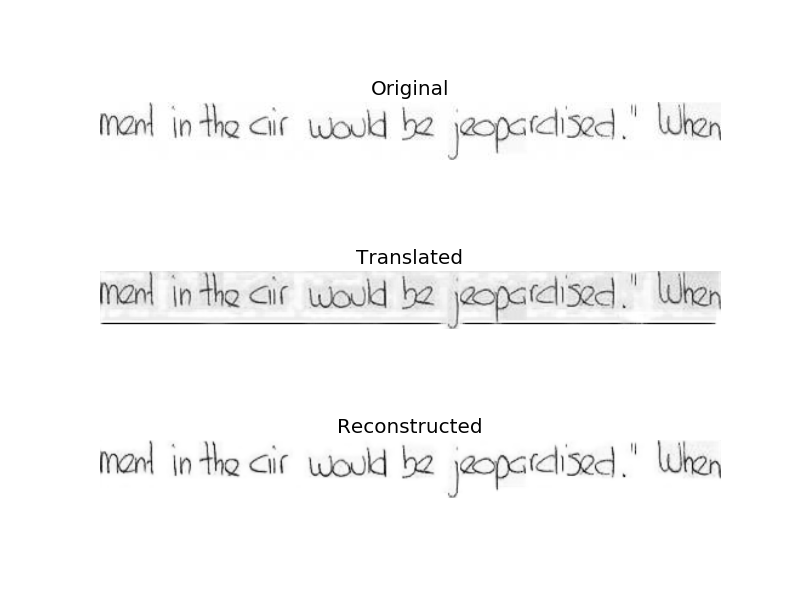 Original
ment in the air would be jeopardised." When
Translated
ment in the air would be jeopardised." When
Reconstructed
ment in the air would be jeopardised." When